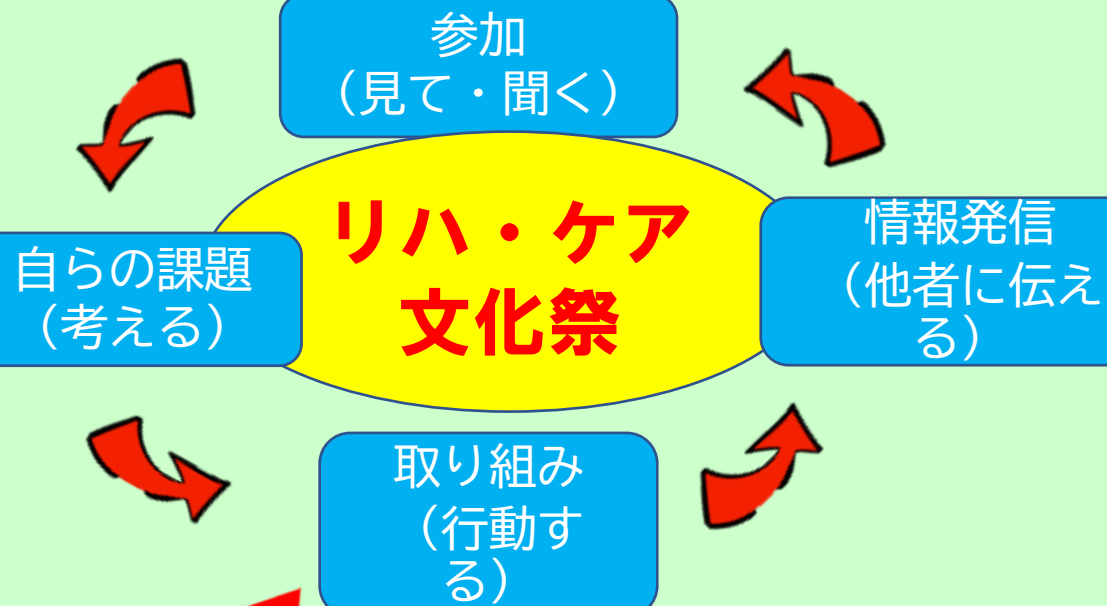 参加
（見て・聞く）
リハ・ケア
文化祭
自らの課題
（考える）
情報発信
（他者に伝え
る）
取り組み
（行動す
る）